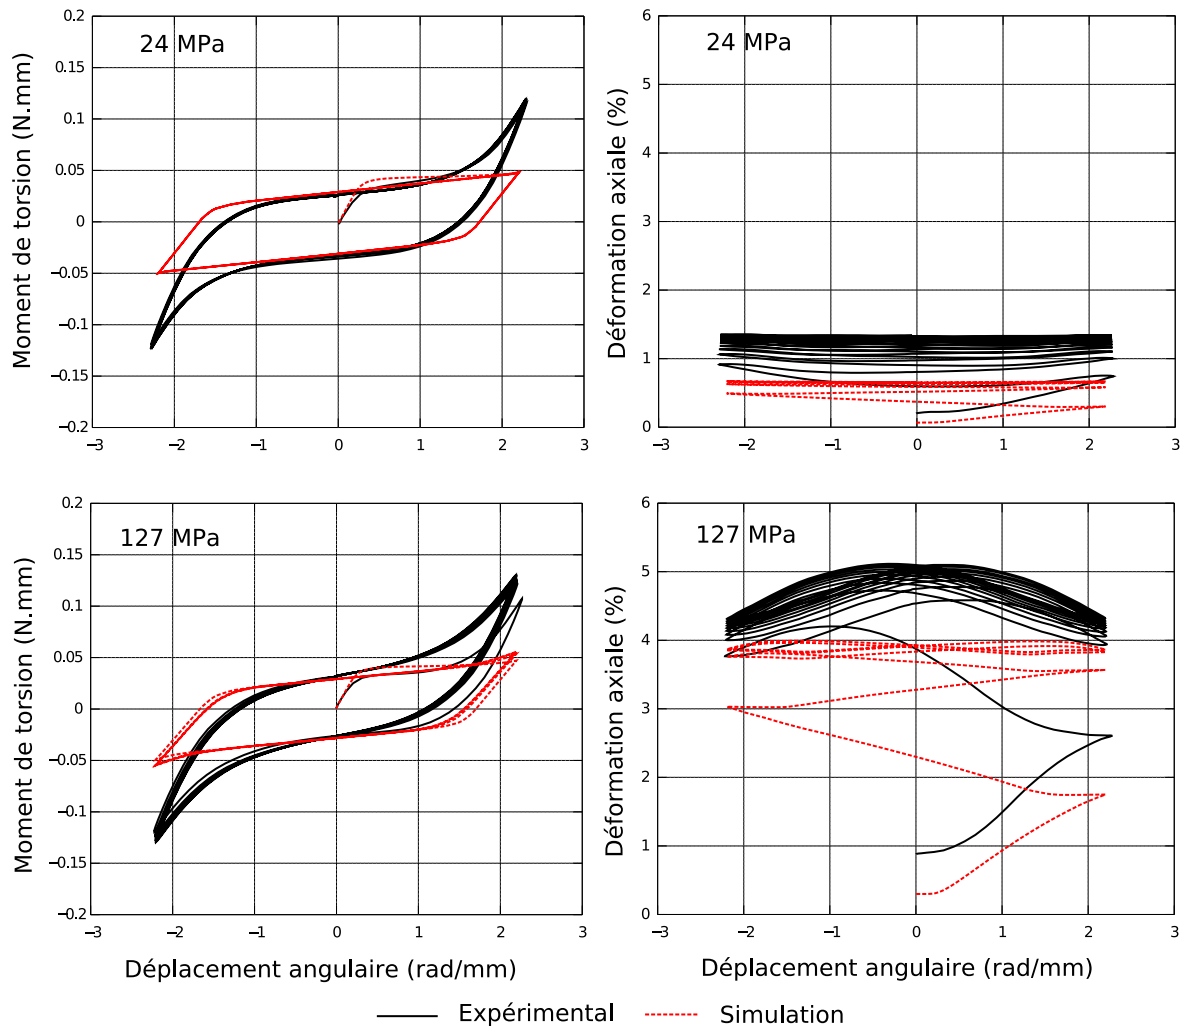 24 MPa
Moment de torsion (N.mm)
0.2
0.15
0.1
0.05
0
−0.05
−0.1
−0.15
−0.2
−3 −2 −1 0 1 2 3
24 MPa
Déformation axiale (%)
6
5
4
3
2
1
0
−3 −2 −1 0 1 2 3
127 MPa
Moment de torsion (N.mm)
0.2
0.15
0.1
0.05
0
−0.05
−0.1
−0.15
−0.2
−3 −2 −1 0 1 2 3
Déplacement angulaire (rad/mm)
127 MPa
Déformation axiale (%)
6
5
4
3
2
1
0
−3 −2 −1 0 1 2 3
Déplacement angulaire (rad/mm)
Expérimental
Simulation